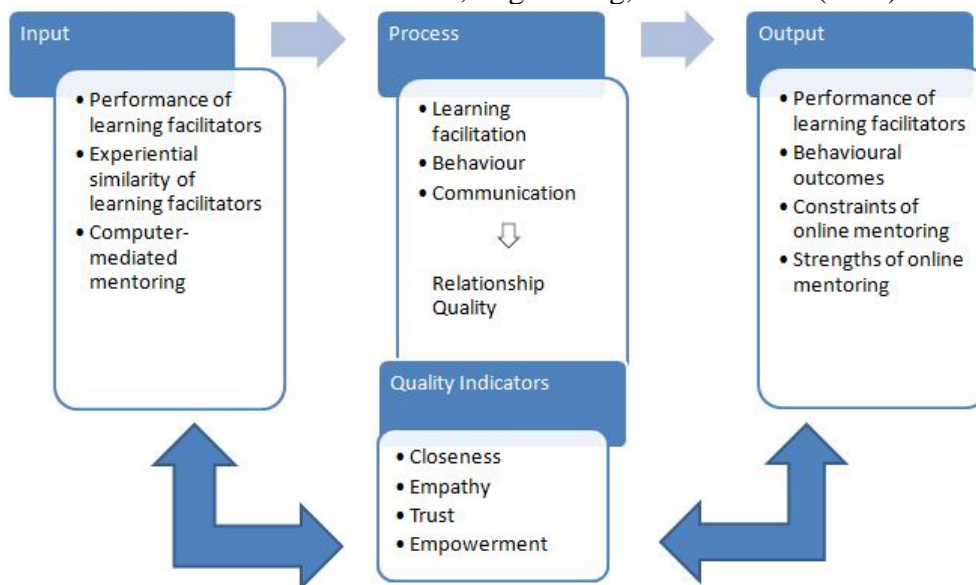 Input
• Performance of
learning facilitators
• Experiential
similarity of
learning facilitators
• Computer-
mediated
mentoring
Process
• Learning
facilitation
• Behaviour
• Communication
Relationship
Quality
Quality Indicators
• Closeness
• Empathy
• Trust
• Empowerment
Output
• Performance of
learning facilitators
• Behavioural
outcomes
• Constraints of
online mentoring
• Strengths of online
mentoring